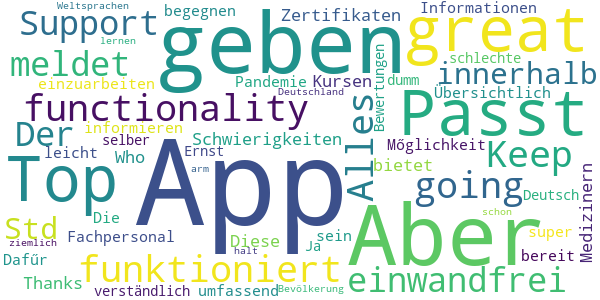 Weltsprachen
Support
begegnen
Zertifikaten
Informationen
lernen
geben
great
meldet
einzuarbeiten
Pandemie
Kursen
Bewertungen
schlechte
innerhalb
dumm
Übersichtlich
functionality
Deutschland
Passt
Der
informieren
selber
Schwierigkeiten
Alles
Möglichkeit
Keep
leicht
Who
Ernst
Top
App
arm
bietet
Medizinern
going
Deutsch
Std
Die
Aber
schon
super
Fachpersonal
Diese
sein
Ja
ziemlich
halt
Dafür
funktioniert
bereit
einwandfrei
Thanks
verständlich
umfassend
Bevölkerung